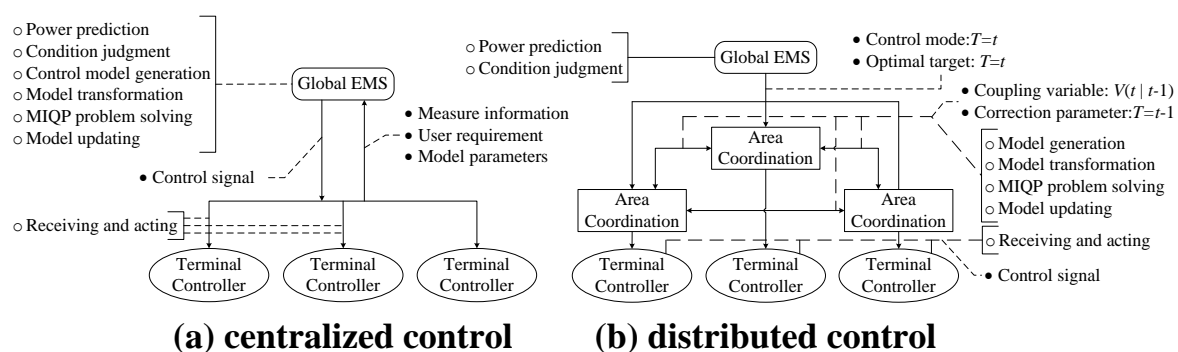 ○ Power prediction
○ Condition judgment
○ Control model generation
○ Model transformation
○ MIQP problem solving
○ Model updating
Global EMS
● Measure information
● User requirement
● Model parameters
● Control signal
○ Receiving and acting
Terminal
Controller
Terminal
Controller
Terminal
Controller
(a) centralized control
○ Power prediction
○ Condition judgment
Global EMS
● Control mode:T=t
● Optimal target: T=t
● Coupling variable: V(t | t-1)
● Correction parameter:T=t-1
○ Model generation
○ Model transformation
○ MIQP problem solving
○ Model updating
Area
Coordination
Area
Coordination
Area
Coordination
○ Receiving and acting
● Control signal
Terminal
Controller
Terminal
Controller
Terminal
Controller
(b) distributed control